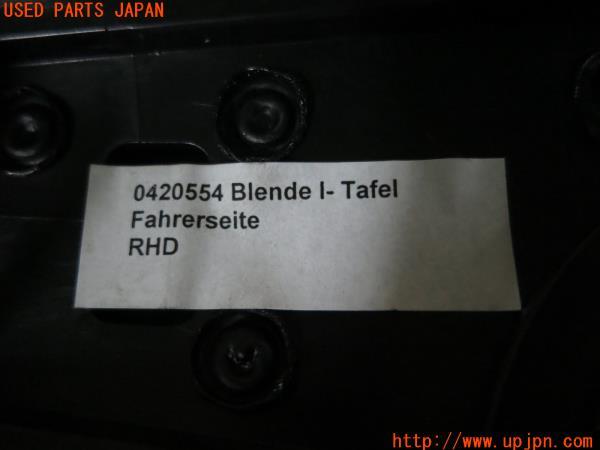 USED PARTS JAPAN
0420554 Blende I- Tafel
Fahrerseite
RHD
http://www.upjpn.com/